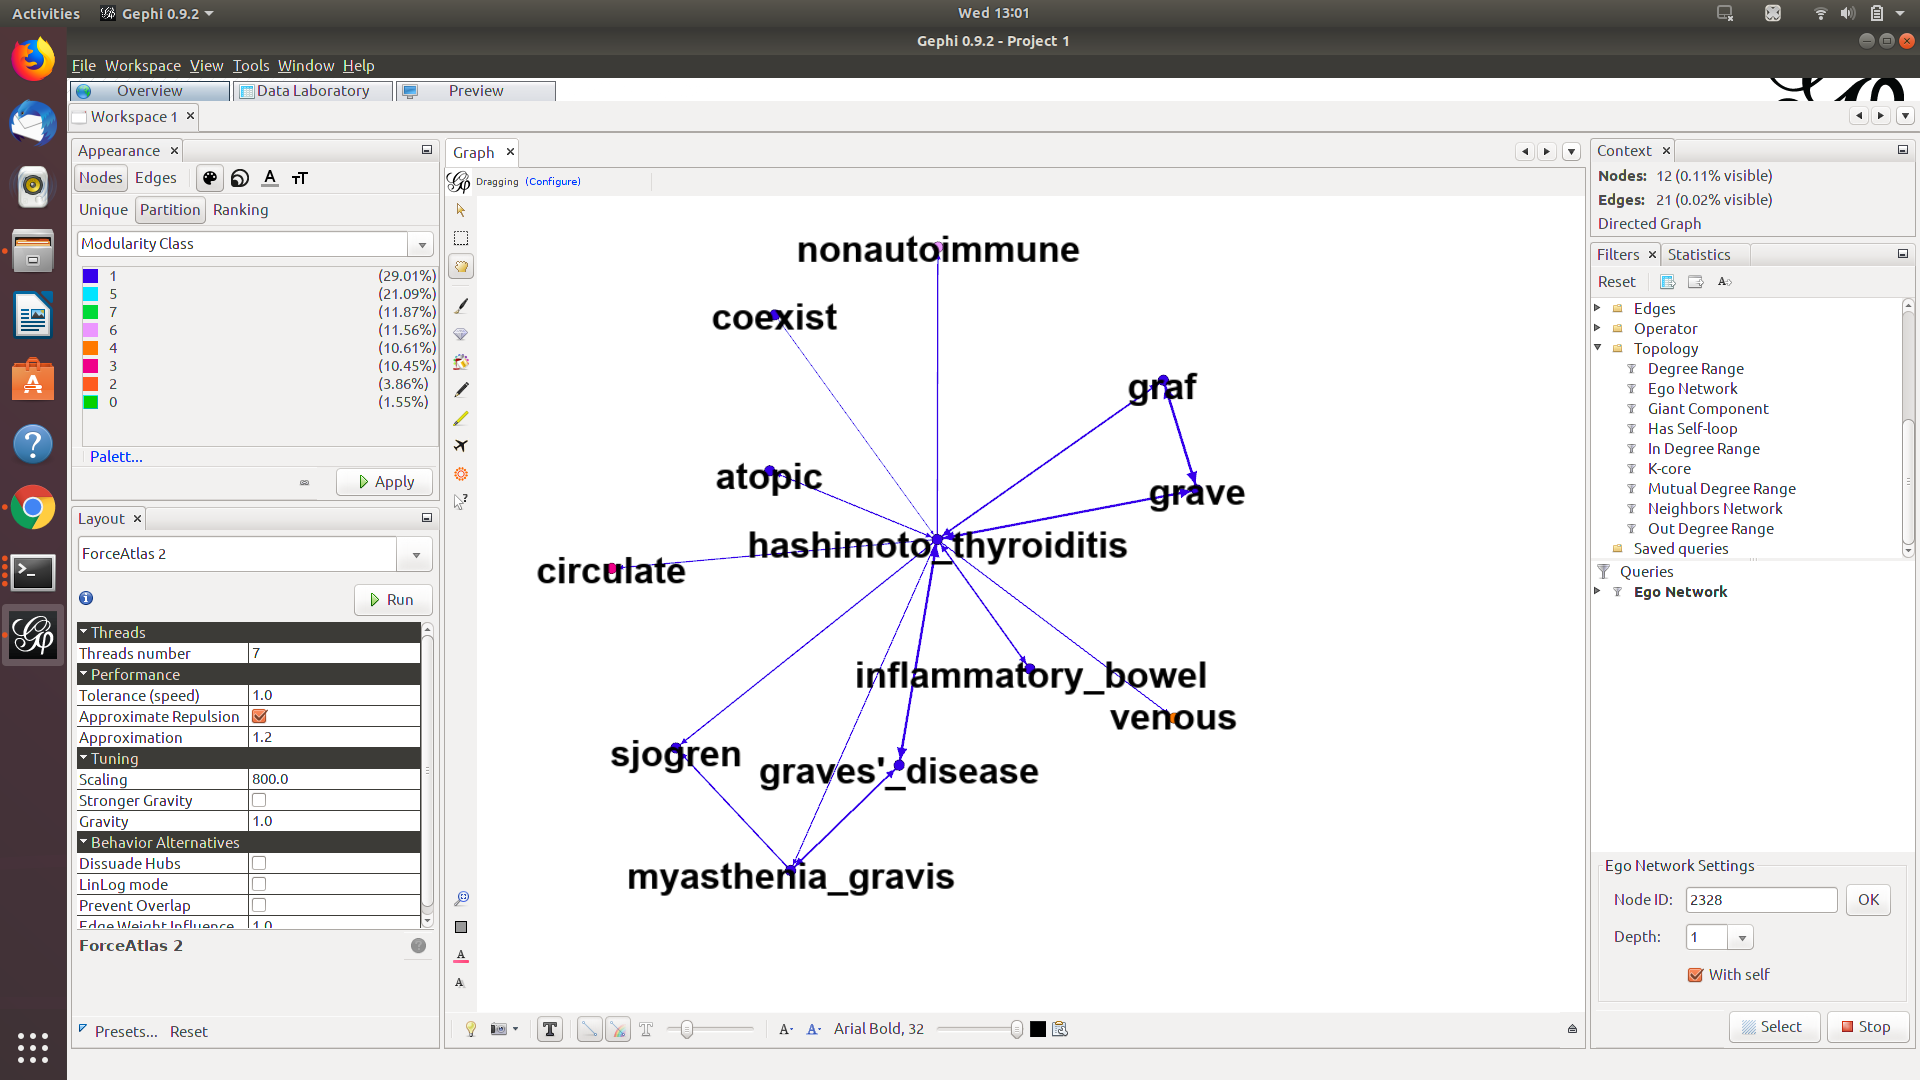 Activities
Gephi 0.9.2
Wed 13:01
Gephi 0.9.2 - Project 1
File Workspace View Tools Window Help
Overview
Data Laboratory
Preview
Workspace 1
Appearance
Nodes Edges
Unique Partition Ranking
Modularity Class
1 (29.01%)
5 (21.09%)
7 (11.87%)
6 (11.56%)
4 (10.61%)
3 (10.45%)
2 (3.86%)
0 (1.55%)
Palett...
Apply
Layout
ForceAtlas 2
Run
Threads
Threads number 7
Performance
Tolerance (speed) 1.0
Approximate Repulsion
Approximation 1.2
Tuning
Scaling 800.0
Stronger Gravity
Gravity 1.0
Behavior Alternatives
Dissuade Hubs
LinLog mode
Prevent Overlap
Edge Weight Influence 1.0
ForceAtlas 2
Presets... Reset
Graph
Dragging (Configure)
nonautoimmune
coexist
graf
atopic
grave
hashimoto_thyroiditis
circulate
inflammatory_bowel
venous
sjogren
graves'_disease
myasthenia_gravis
Arial Bold, 32
Context
Nodes: 12 (0.11% visible)
Edges: 21 (0.02% visible)
Directed Graph
Filters Statistics
Reset
Edges
Operator
Topology
Degree Range
Ego Network
Giant Component
Has Self-loop
In Degree Range
K-core
Mutual Degree Range
Neighbors Network
Out Degree Range
Saved queries
Queries
Ego Network
Ego Network Settings
Node ID: 2328 OK
Depth: 1
With self
Select Stop